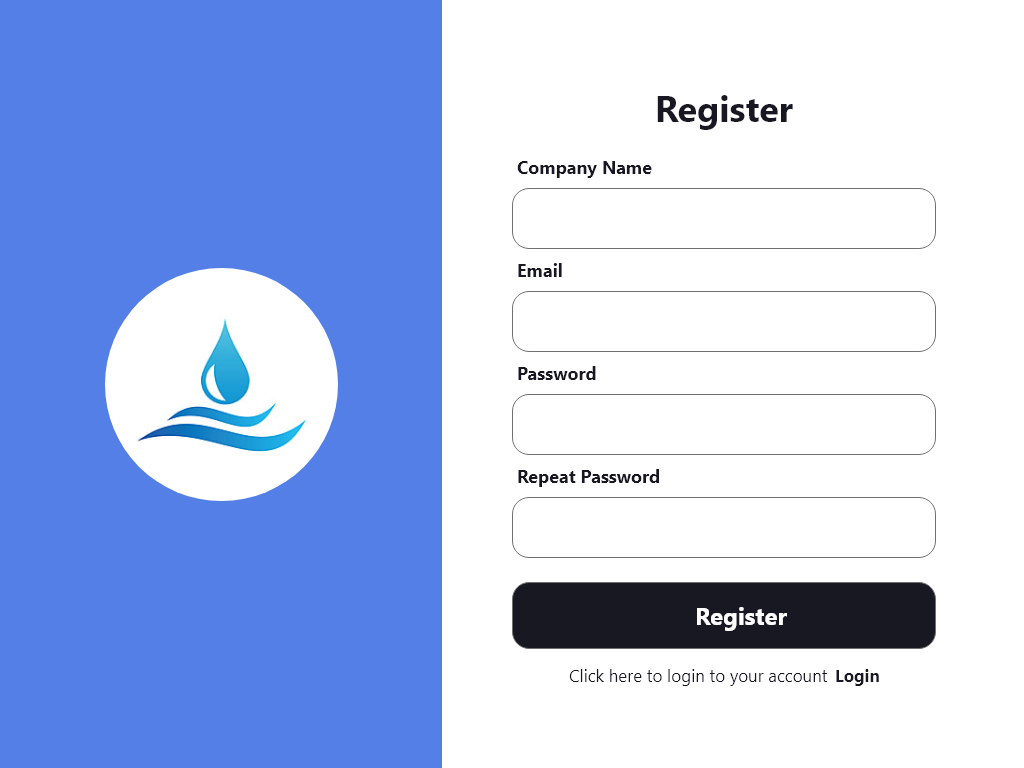 Register
Company Name
Email
Password
Repeat Password
Register
Click here to login to your account Login